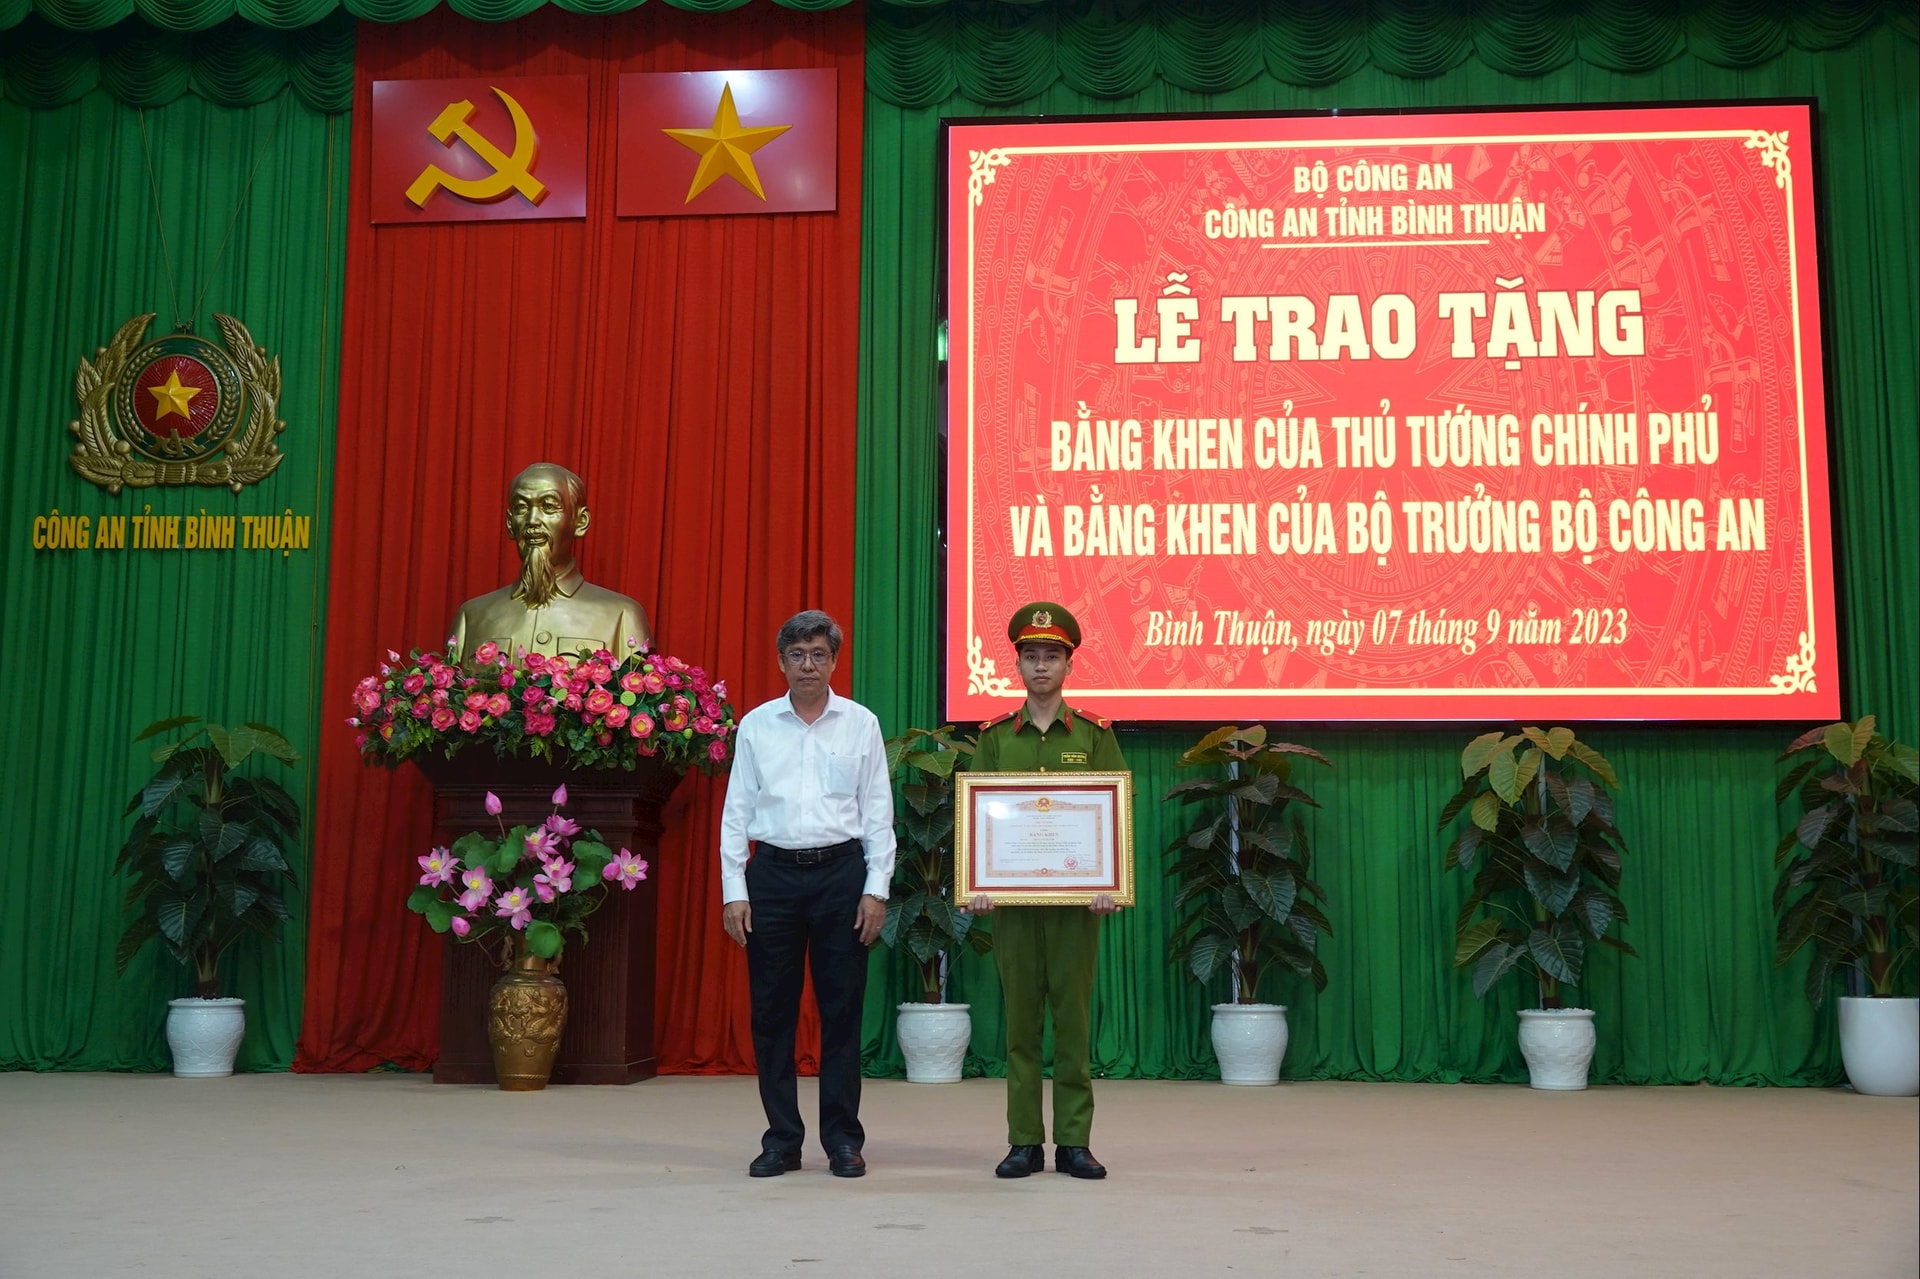 BỘ CÔNG AN
CÔNG AN TỈNH BÌNH THUẬN
LỄ TRAO TẶNG
BẰNG KHEN CỦA THỦ TƯỚNG CHÍNH PHỦ
VÀ BẰNG KHEN CỦA BỘ TRƯỞNG BỘ CÔNG AN
Bình Thuận, ngày 07 tháng 9 năm 2023
CÔNG AN TỈNH BÌNH THUẬN
BẰNG KHEN